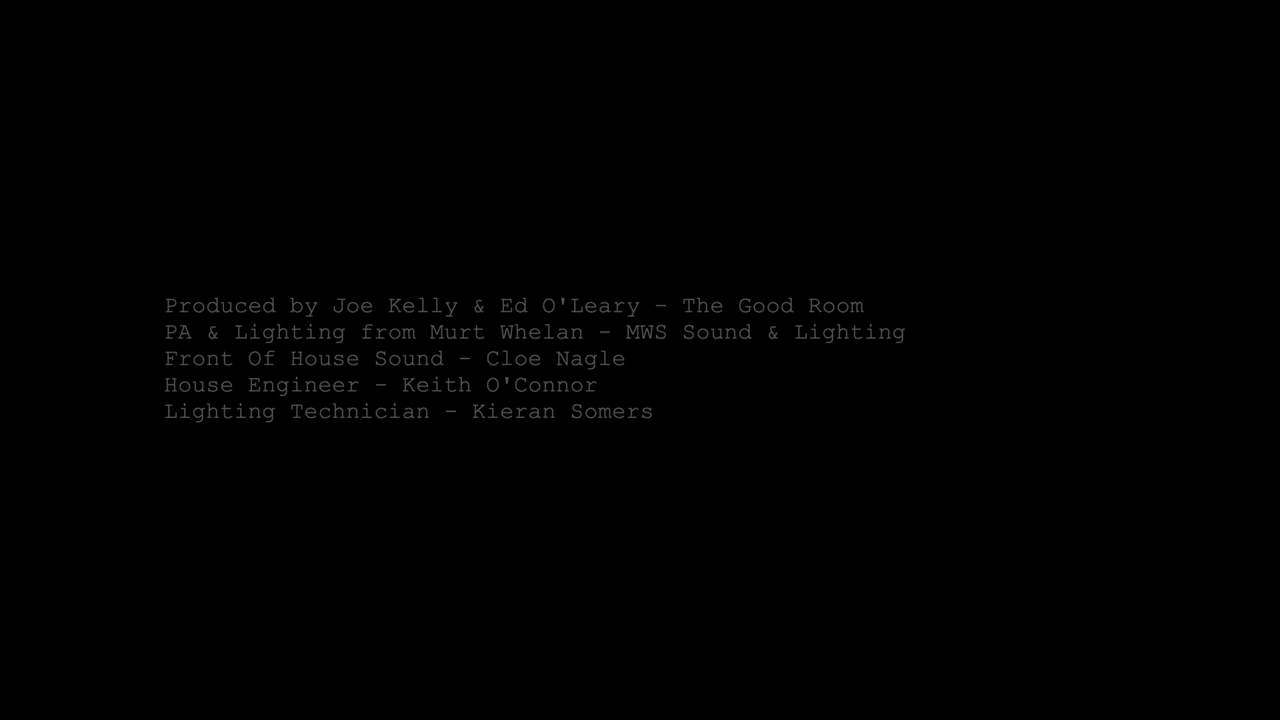 Produced by Joe Kelly & Ed O'Leary - The Good Room
PA & Lighting from Murt Whelan - MWS Sound & Lighting
Front Of House Sound - Cloe Nagle
House Engineer - Keith O'Connor
Lighting Technician - Kieran Somers